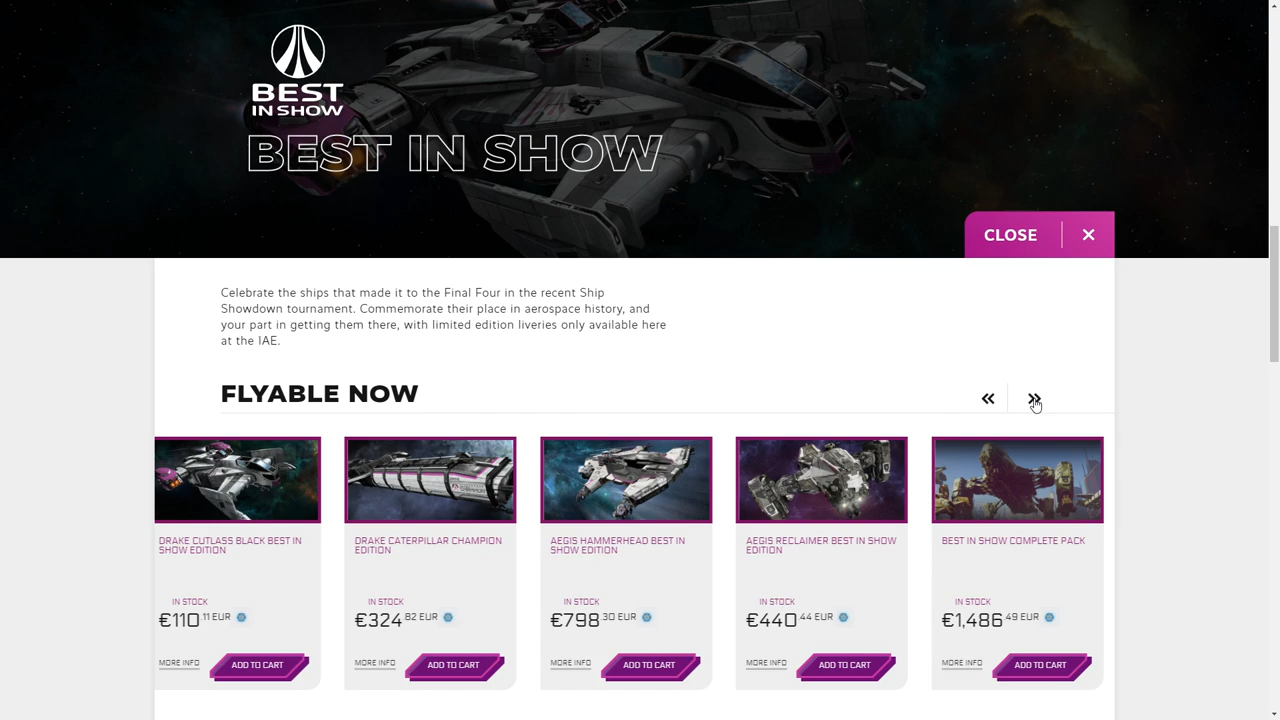 BEST
IN SHOW
BEST IN SHOW
CLOSE
Celebrate the ships that made it to the Final Four in the recent Ship
Showdown tournament. Commemorate their place in aerospace history, and
your part in getting them there, with limited edition liveries only available here
at the IAE.
FLYABLE NOW
DRAKE CUTLASS BLACK BEST IN
SHOW EDITION
IN STOCK
€110.11 EUR
MORE INFO
ADD TO CART
DRAKE CATERPILLAR CHAMPION
EDITION
IN STOCK
€324.82 EUR
MORE INFO
ADD TO CART
AEGIS HAMMERHEAD BEST IN
SHOW EDITION
IN STOCK
€798.30 EUR
MORE INFO
ADD TO CART
AEGIS RECLAIMER BEST IN SHOW
EDITION
IN STOCK
€440.44 EUR
MORE INFO
ADD TO CART
BEST IN SHOW COMPLETE PACK
IN STOCK
€1,486.49 EUR
MORE INFO
ADD TO CART